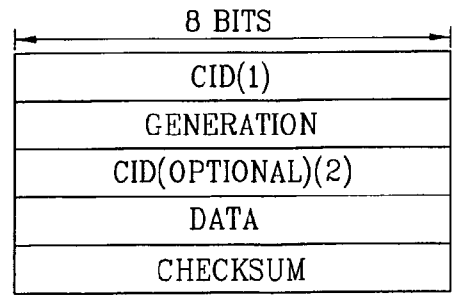 8 BITS
CID(1)
GENERATION
CID(OPTIONAL)(2)
DATA
CHECKSUM